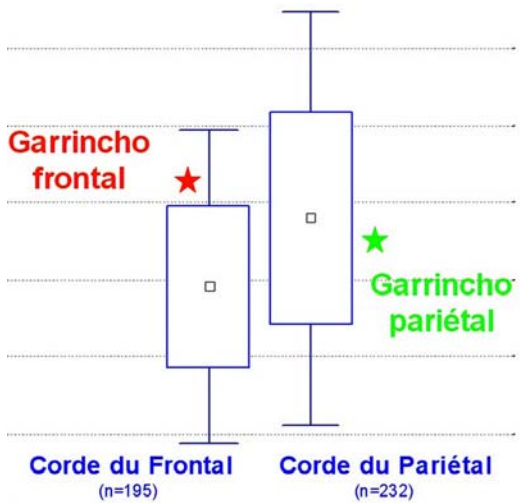 Garrincho
frontal
Garrincho
pariétal
Corde du Frontal
(n=195)
Corde du Pariétal
(n=232)